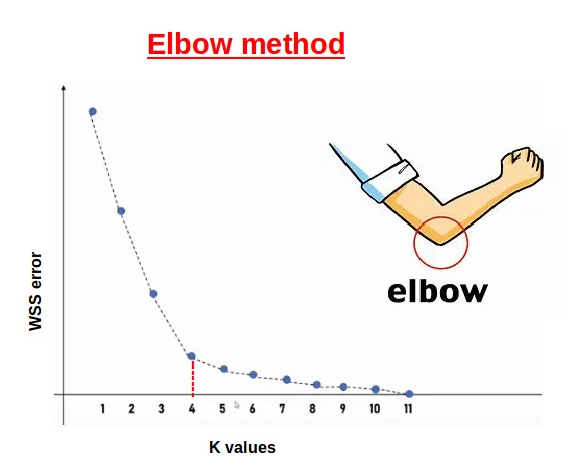 Elbow method
elbow
WSS error
1 2 3 4 5 6 7 8 9 10 11
K values